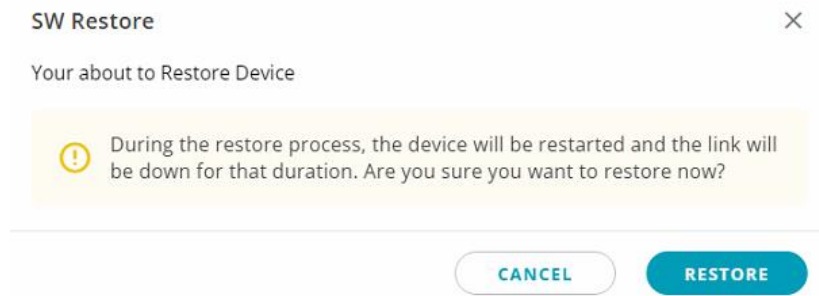 SW Restore
Your about to Restore Device
During the restore process, the device will be restarted and the link will
be down for that duration. Are you sure you want to restore now?
CANCEL RESTORE